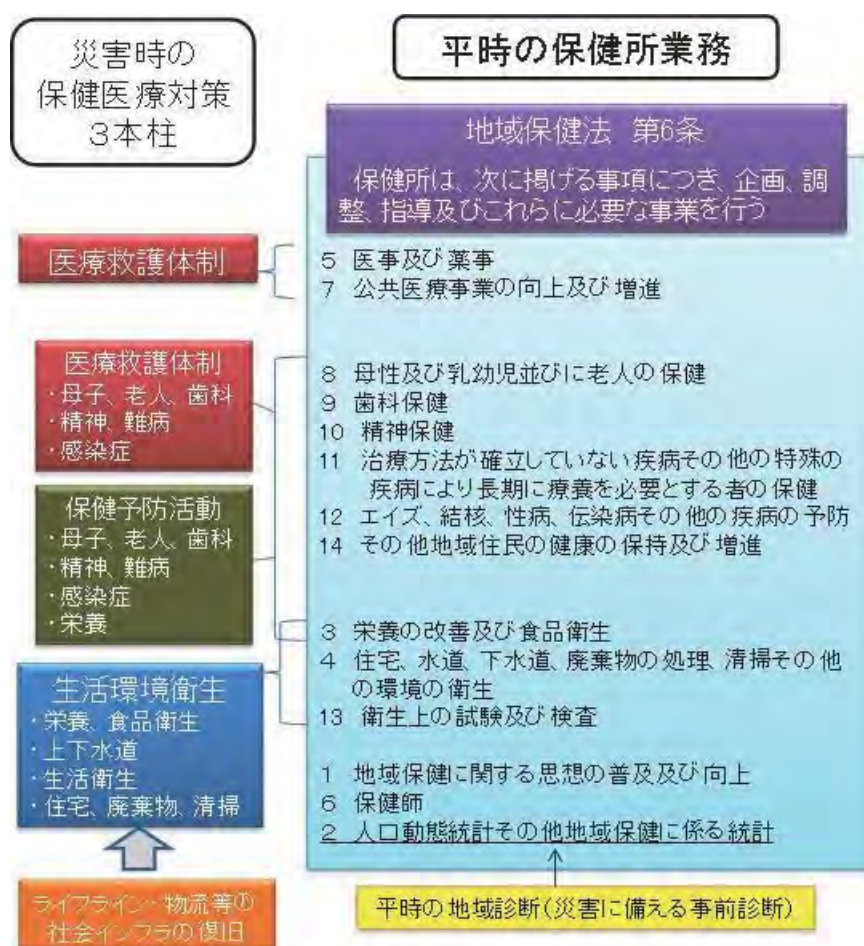 災害時の
保健医療対策
3本柱
平時の保健所業務
地域保健法 第6条
保健所は、次に掲げる事項につき、企画、調
整、指導及びこれらに必要な事業を行う
医療救護体制
5 医事及び薬事
7 公共医療事業の向上及び増進
医療救護体制
・母子、老人、歯科
・精神、難病
・感染症
保健予防活動
・母子、老人、歯科
・精神、難病
・感染症
・栄養
8 母性及び乳幼児並びに老人の保健
9 歯科保健
10 精神保健
11 治療方法が確立していない疾病その他の特殊の
疾病により長期に療養を必要とする者の保健
12 エイズ、結核、性病、伝染病その他の疾病の予防
14 その他地域住民の健康の保持及び増進
生活環境衛生
・栄養、食品衛生
・上下水道
・生活衛生
・住宅、廃棄物、清掃
3 栄養の改善及び食品衛生
4 住宅、水道、下水道、廃棄物の処理、清掃その他
の環境の衛生
13 衛生上の試験及び検査
1 地域保健に関する思想の普及及び向上
6 保健師
2 人口動態統計その他地域保健に係る統計
ライフライン・物流等の
社会インフラの復旧
平時の地域診断(災害に備える事前診断)